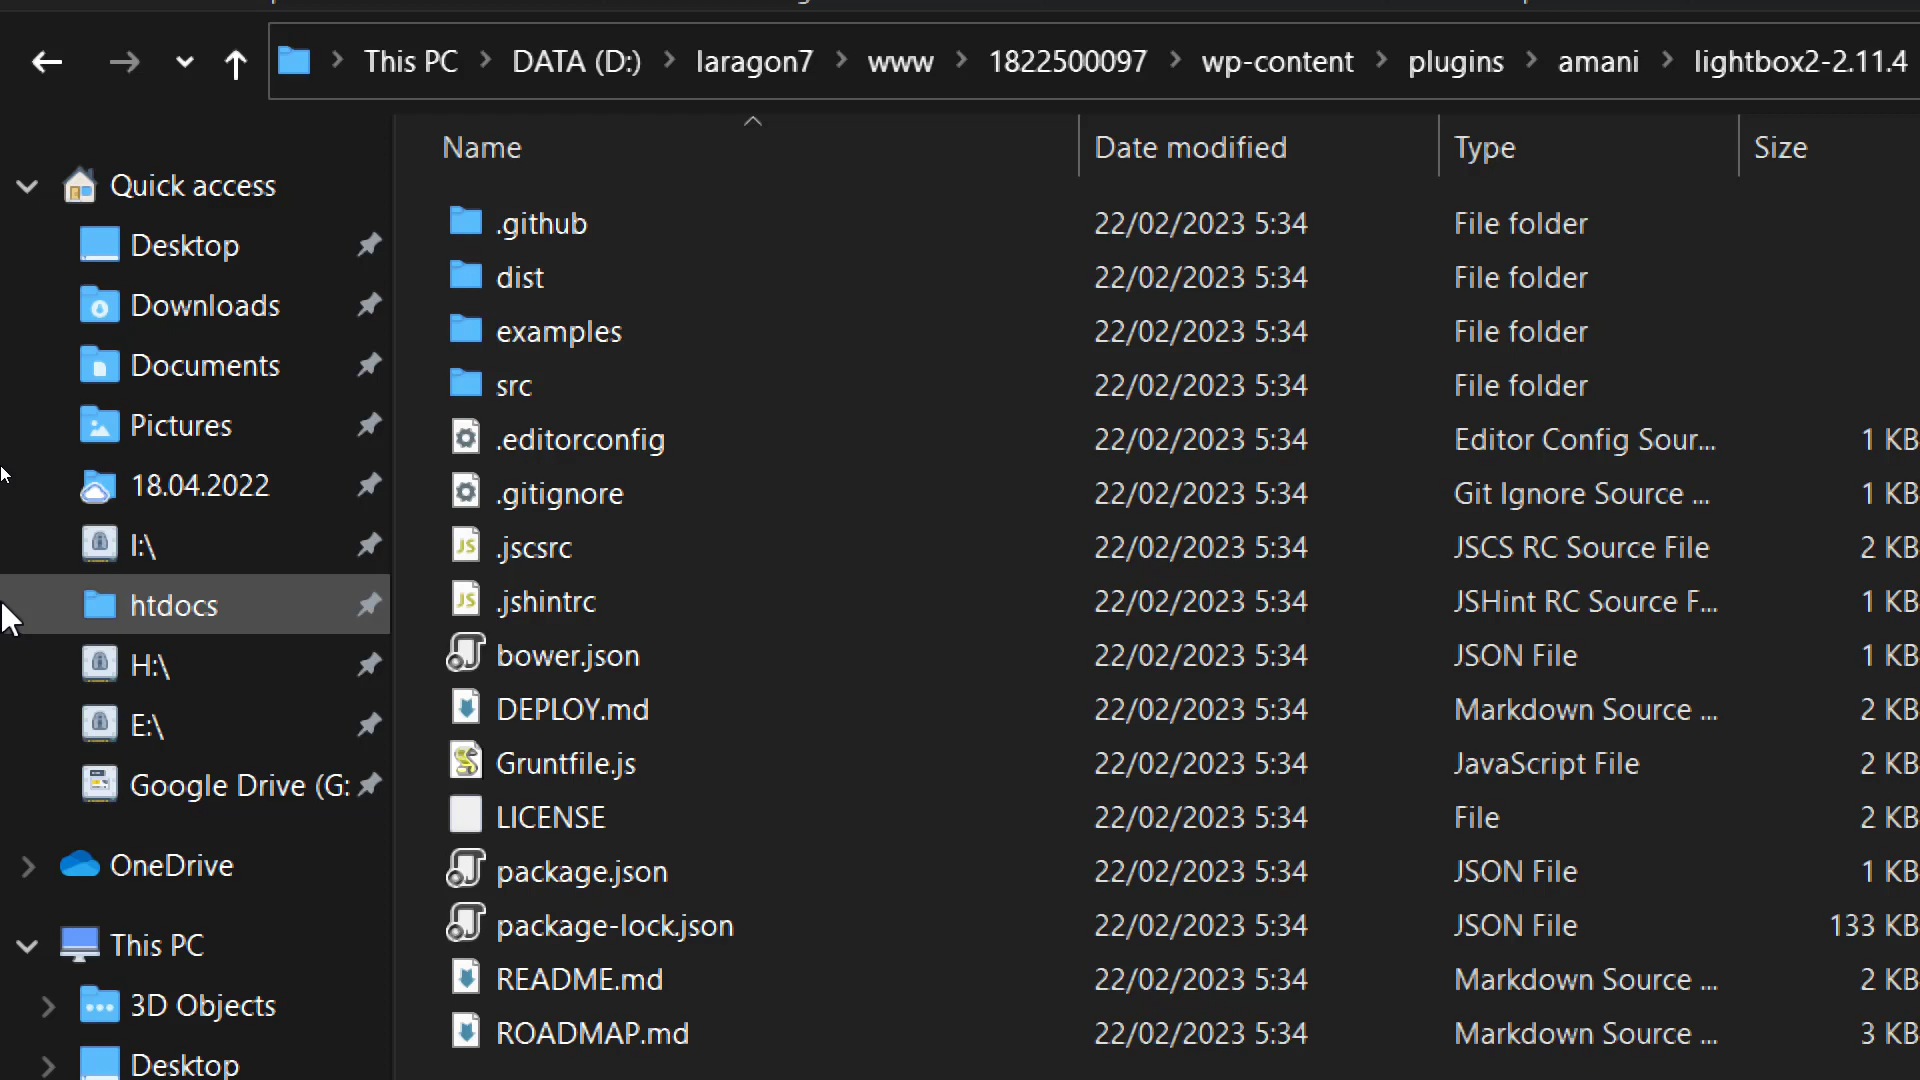 This PC > DATA (D:) > laragon7 > www > 1822500097 > wp-content > plugins > amani > lightbox2-2.11.4
Name Date modified Type Size
Quick access
Desktop
Downloads
Documents
Pictures
18.04.2022
I:\
htdocs
H:\
E:\
Google Drive (G:
OneDrive
This PC
3D Objects
Desktop
.github 22/02/2023 5:34 File folder
dist 22/02/2023 5:34 File folder
examples 22/02/2023 5:34 File folder
src 22/02/2023 5:34 File folder
.editorconfig 22/02/2023 5:34 Editor Config Sour... 1 KB
.gitignore 22/02/2023 5:34 Git Ignore Source ... 1 KB
JS .jscsrc 22/02/2023 5:34 JSCS RC Source File 2 KB
JS .jshintrc 22/02/2023 5:34 JSHint RC Source F... 1 KB
bower.json 22/02/2023 5:34 JSON File 1 KB
DEPLOY.md 22/02/2023 5:34 Markdown Source ... 2 KB
Gruntfile.js 22/02/2023 5:34 JavaScript File 2 KB
LICENSE 22/02/2023 5:34 File 2 KB
package.json 22/02/2023 5:34 JSON File 1 KB
package-lock.json 22/02/2023 5:34 JSON File 133 KB
README.md 22/02/2023 5:34 Markdown Source ... 2 KB
ROADMAP.md 22/02/2023 5:34 Markdown Source ... 3 KB